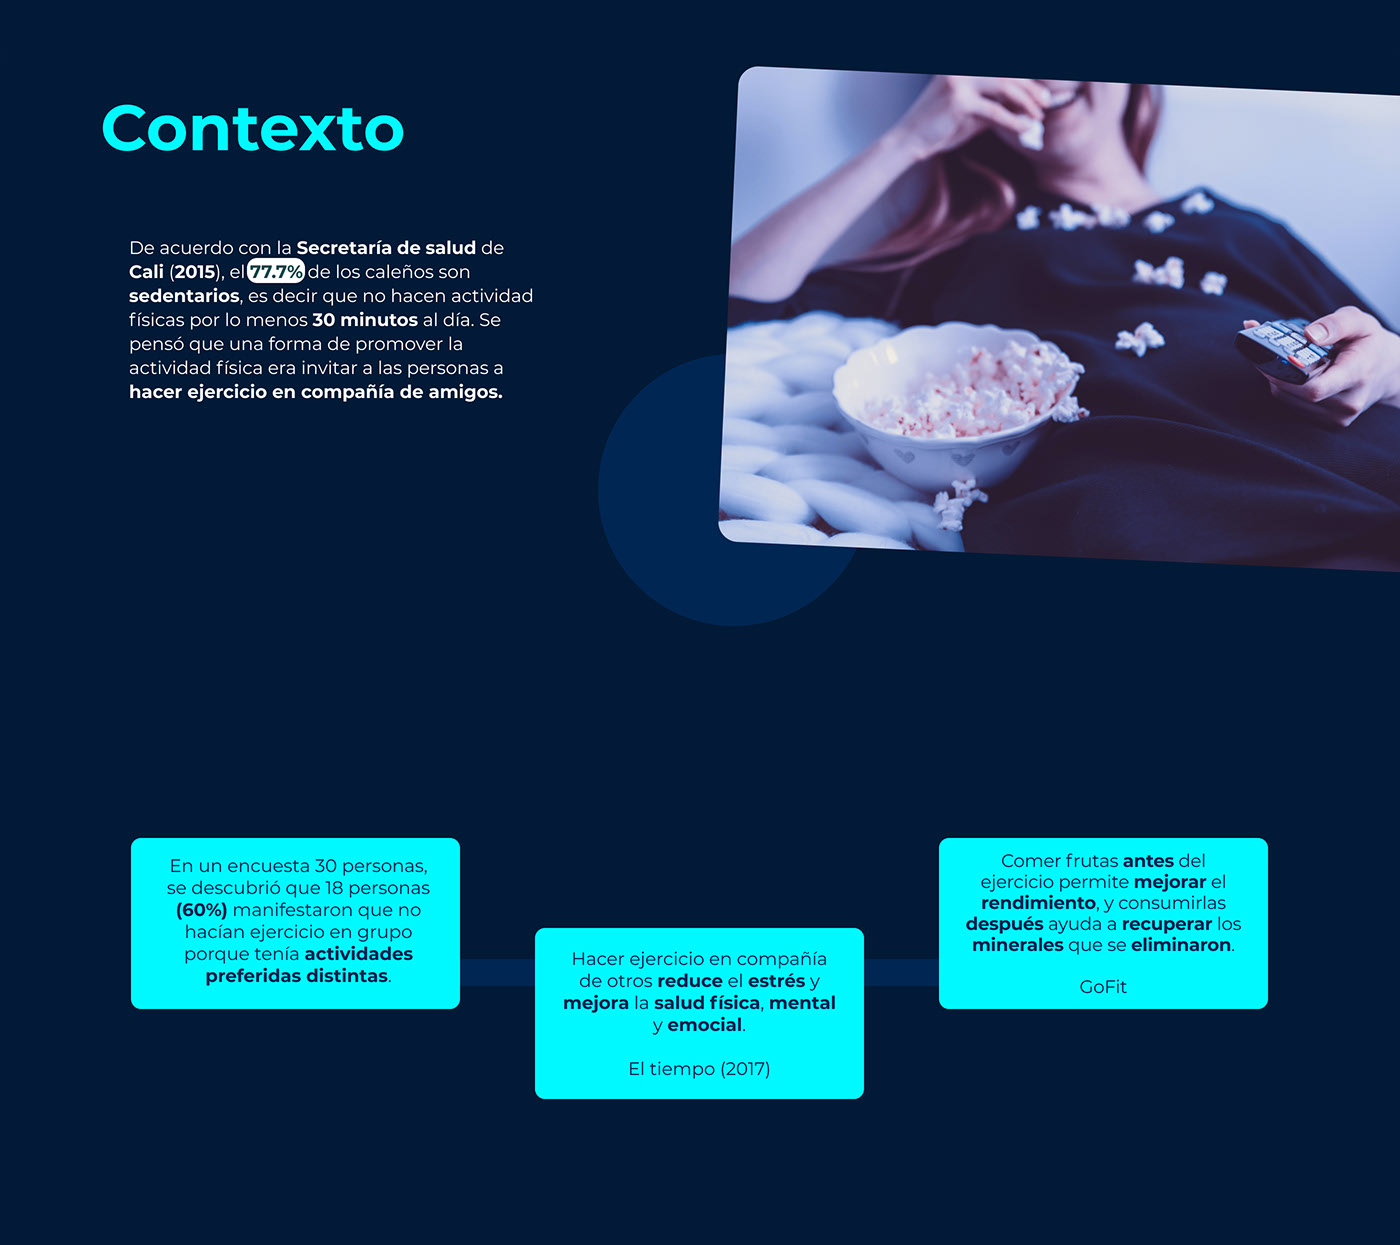 Contexto
De acuerdo con la Secretaría de salud de
Cali (2015), el 77.7% de los caleños son
sedentarios, es decir que no hacen actividad
físicas por lo menos 30 minutos al día. Se
pensó que una forma de promover la
actividad física era invitar a las personas a
hacer ejercicio en compañía de amigos.
En un encuesta 30 personas,
se descubrió que 18 personas
(60%) manifestaron que no
hacían ejercicio en grupo
porque tenía actividades
preferidas distintas.
Hacer ejercicio en compañía
de otros reduce el estrés y
mejora la salud física, mental
y emocial.
El tiempo (2017)
Comer frutas antes del
ejercicio permite mejorar el
rendimiento, y consumirlas
después ayuda a recuperar los
minerales que se eliminaron.
GoFit